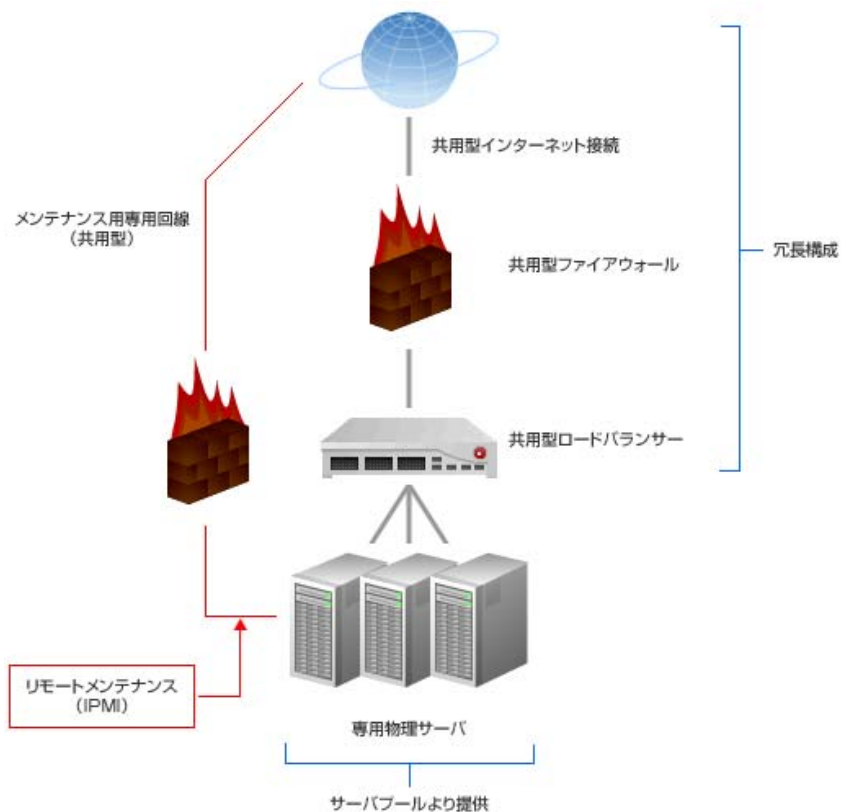 共用型インターネット接続
メンテナンス用専用回線
(共用型)
共用型ファイアウォール
冗長構成
共用型ロードバランサー
リモートメンテナンス
(IPMI)
専用物理サーバ
サーバプールより提供